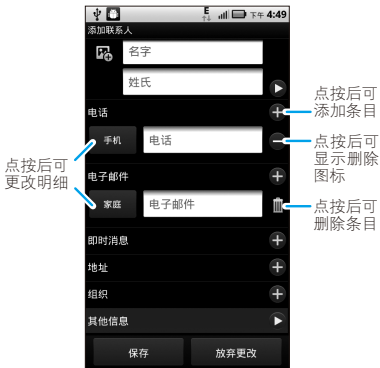 E
下午 4:49
添加联系人
名字
姓氏
电话
手机
电话
电子邮件
家庭
电子邮件
即时消息
地址
组织
其他信息
保存
放弃更改
点按后可
更改明细
点按后可
添加条目
点按后可
显示删除
图标
点按后可
删除条目